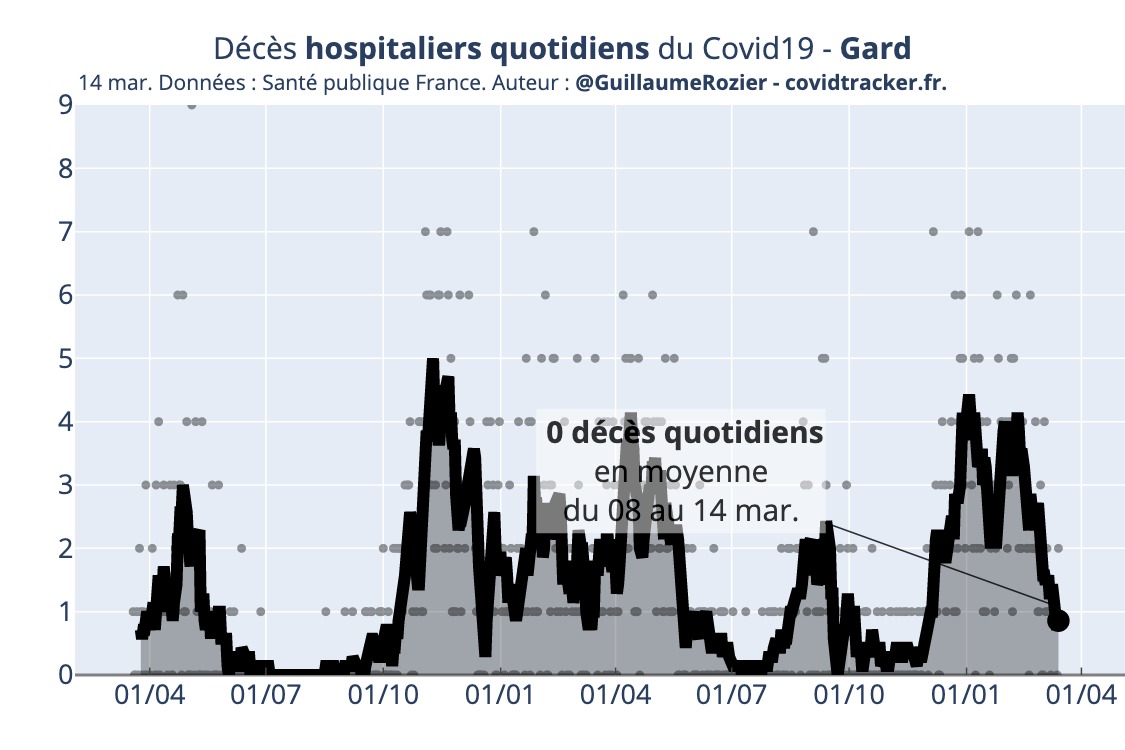 Décès hospitaliers quotidiens du Covid19 - Gard
14 mar. Données : Santé publique France. Auteur : @GuillaumeRozier - covidtracker.fr.
9
8
7
6
5
4
3
2
1
0
0 décès quotidiens
en moyenne
du 08 au 14 mar.
01/04 01/07 01/10 01/01 01/04 01/07 01/10 01/01 01/04